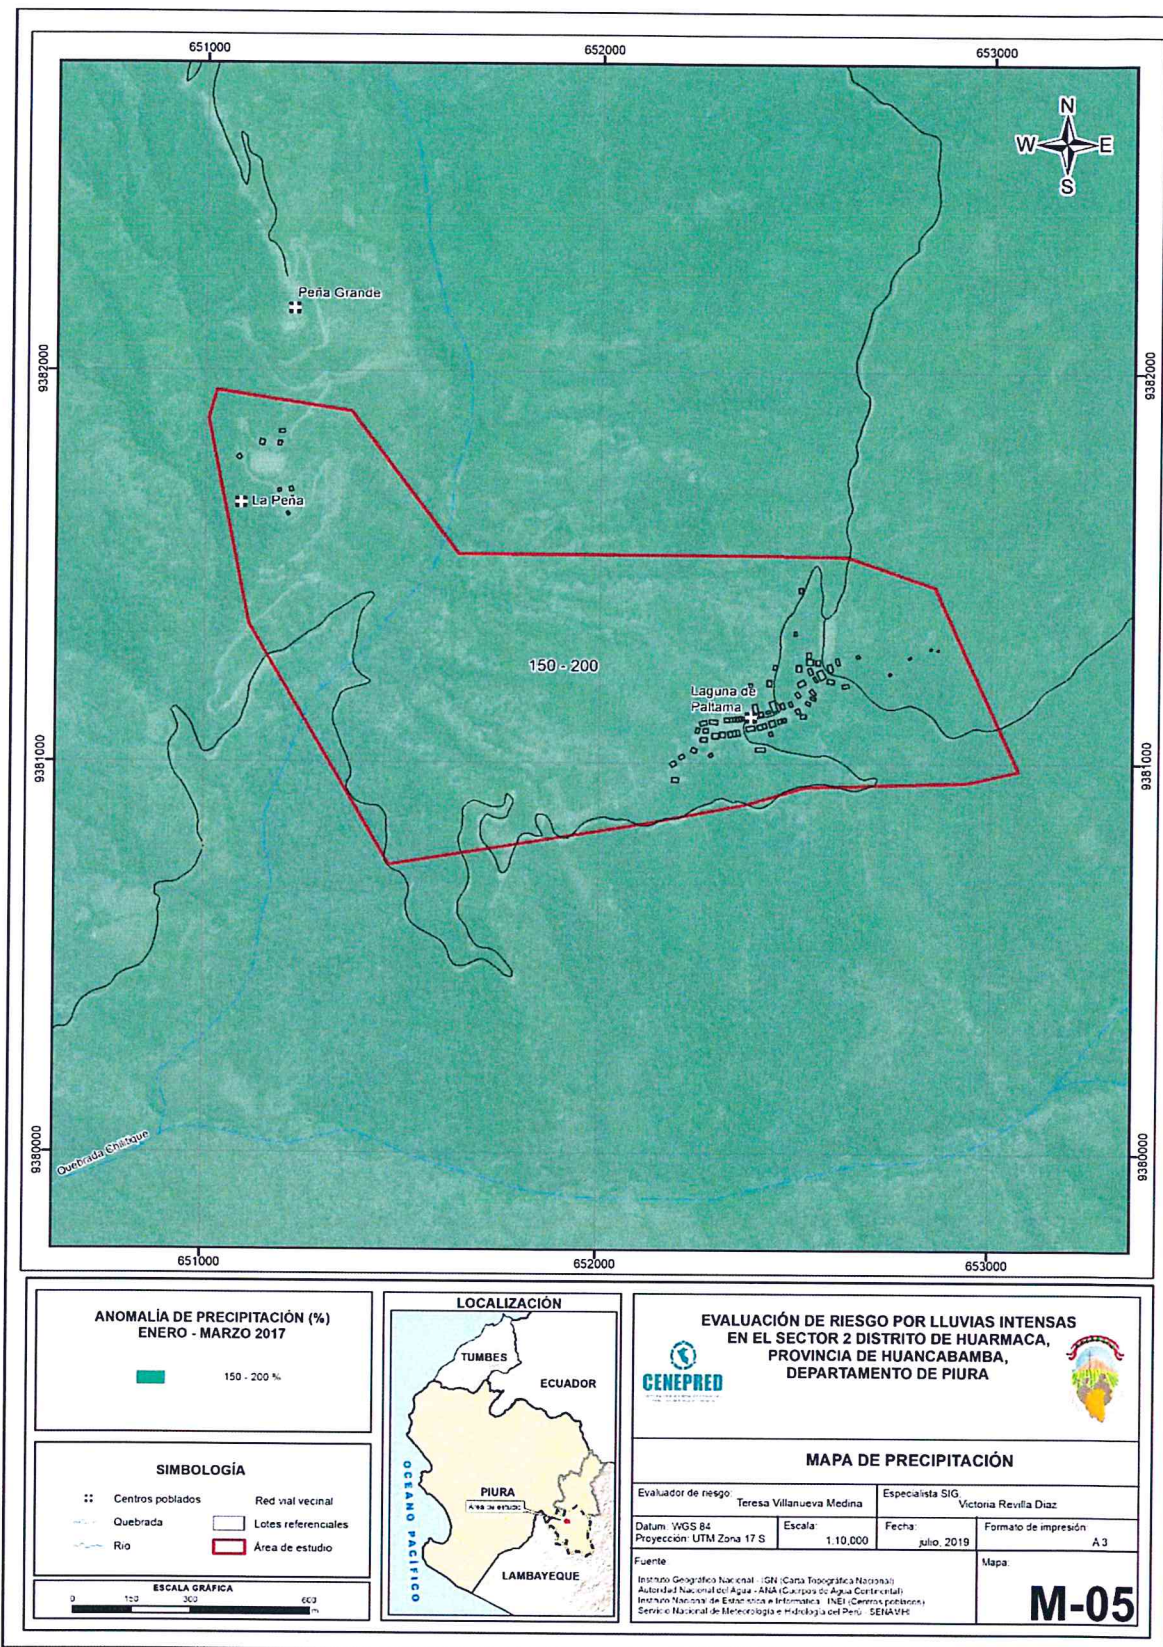 651000
652000
653000
N
W E
S
Peña Grande
9382000
9382000
La Peña
150 - 200
Laguna de
Paltama
9381000
9381000
9380000
9380000
Quebrada Chilaque
651000
652000
653000
ANOMALÍA DE PRECIPITACIÓN (%)
ENERO - MARZO 2017
150 - 200 %
SIMBOLOGÍA
Centros poblados
Red vial vecinal
Quebrada
Lotes referenciales
Rio
Área de estudio
ESCALA GRÁFICA
0 150 300 600
m
LOCALIZACIÓN
TUMBES
ECUADOR
OCEANO PACÍFICO
PIURA
Área de estudio
LAMBAYEQUE
EVALUACIÓN DE RIESGO POR LLUVIAS INTENSAS
EN EL SECTOR 2 DISTRITO DE HUARMACA,
PROVINCIA DE HUANCABAMBA,
DEPARTAMENTO DE PIURA
CENEPRED
MAPA DE PRECIPITACIÓN
Evaluador de riesgo:
Teresa Villanueva Medina
Especialista SIG:
Victoria Revilla Diaz
Datum: WGS 84
Proyección: UTM Zona 17 S
Escala:
1:10,000
Fecha:
julio, 2019
Formato de impresión:
A 3
Fuente
Instituto Geográfico Nacional - IGN (Carta Topográfica Nacional)
Autoridad Nacional del Agua - ANA (Cuerpos de Agua Continental)
Instituto Nacional de Estadística e Informática - INEI (Centros poblados)
Servicio Nacional de Meteorología e Hidrología del Perú - SENAMHI
Mapa:
M-05